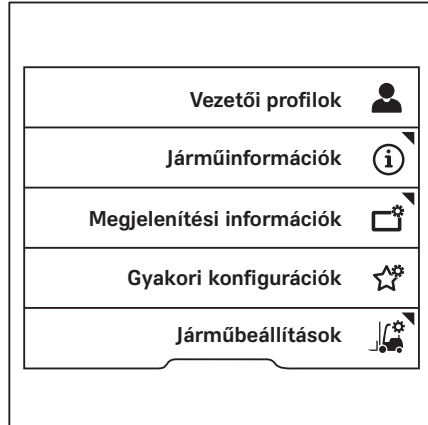 Vezetői profilok
Járműinformációk
Megjelenítési információk
Gyakori konfigurációk
Járműbeállítások